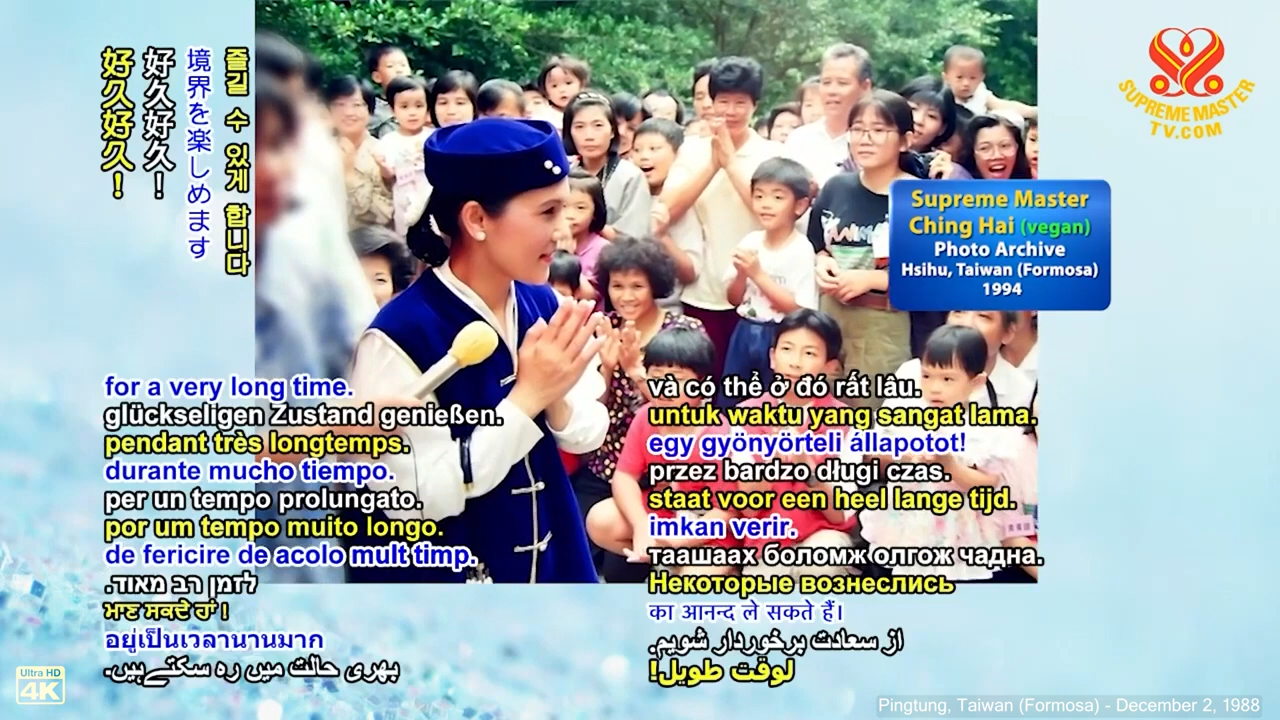 즐길 수 있게 합니다
境界を楽しめます
好久好久！
好久好久！
SUPREME MASTER
TV.COM
Supreme Master
Ching Hai (vegan)
Photo Archive
Hsihu, Taiwan (Formosa)
1994
for a very long time.
glückseligen Zustand genießen.
pendant très longtemps.
durante mucho tiempo.
per un tempo prolungato.
por um tempo muito longo.
de fericire de acolo mult timp.
לזמן רב מאוד.
ਮਾਣ ਸਕਦੇ ਹਾਂ।
อยู่เป็นเวลานานมาก
بھری حالت میں رہ سکتے ہیں۔
và có thể ở đó rất lâu.
untuk waktu yang sangat lama.
egy gyönyörteli állapotot!
przez bardzo długi czas.
staat voor een heel lange tijd.
imkan verir.
таашаах боломж олгож чадна.
Некоторые вознеслись
का आनन्द ले सकते हैं।
از سعادت برخوردار شویم.
لوقت طويل!
Ultra HD
4K
Pingtung, Taiwan (Formosa) - December 2, 1988